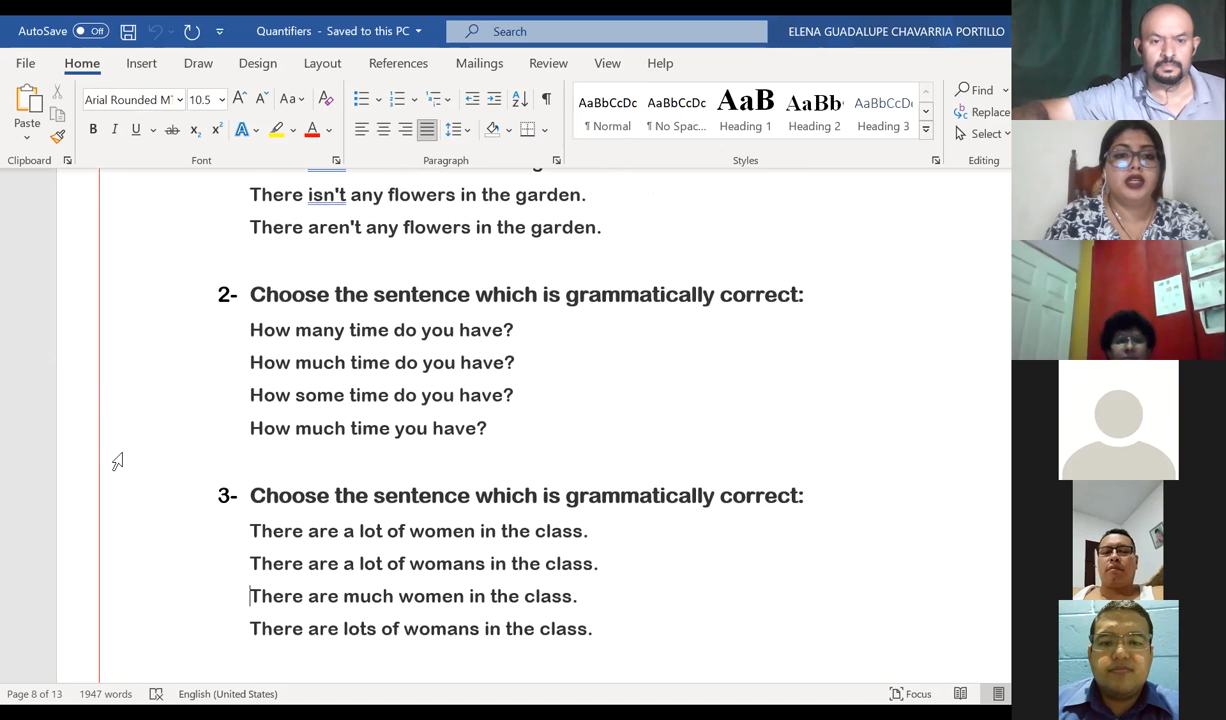 AutoSave Off Quantifiers - Saved to this PC Search ELENA GUADALUPE CHAVARRIA PORTILLO
File Home Insert Draw Design Layout References Mailings Review View Help
Paste
Clipboard
Arial Rounded M 10.5
Font
Paragraph
AaBbCcDc AaBbCcDc AaB AaBb AaBbCcD
¶ Normal ¶ No Spac... Heading 1 Heading 2 Heading 3
Styles
Find
Replace
Select
Editing
There isn't any flowers in the garden.
There aren't any flowers in the garden.
2- Choose the sentence which is grammatically correct:
How many time do you have?
How much time do you have?
How some time do you have?
How much time you have?
3- Choose the sentence which is grammatically correct:
There are a lot of women in the class.
There are a lot of womans in the class.
There are much women in the class.
There are lots of womans in the class.
Page 8 of 13 1947 words English (United States) Focus